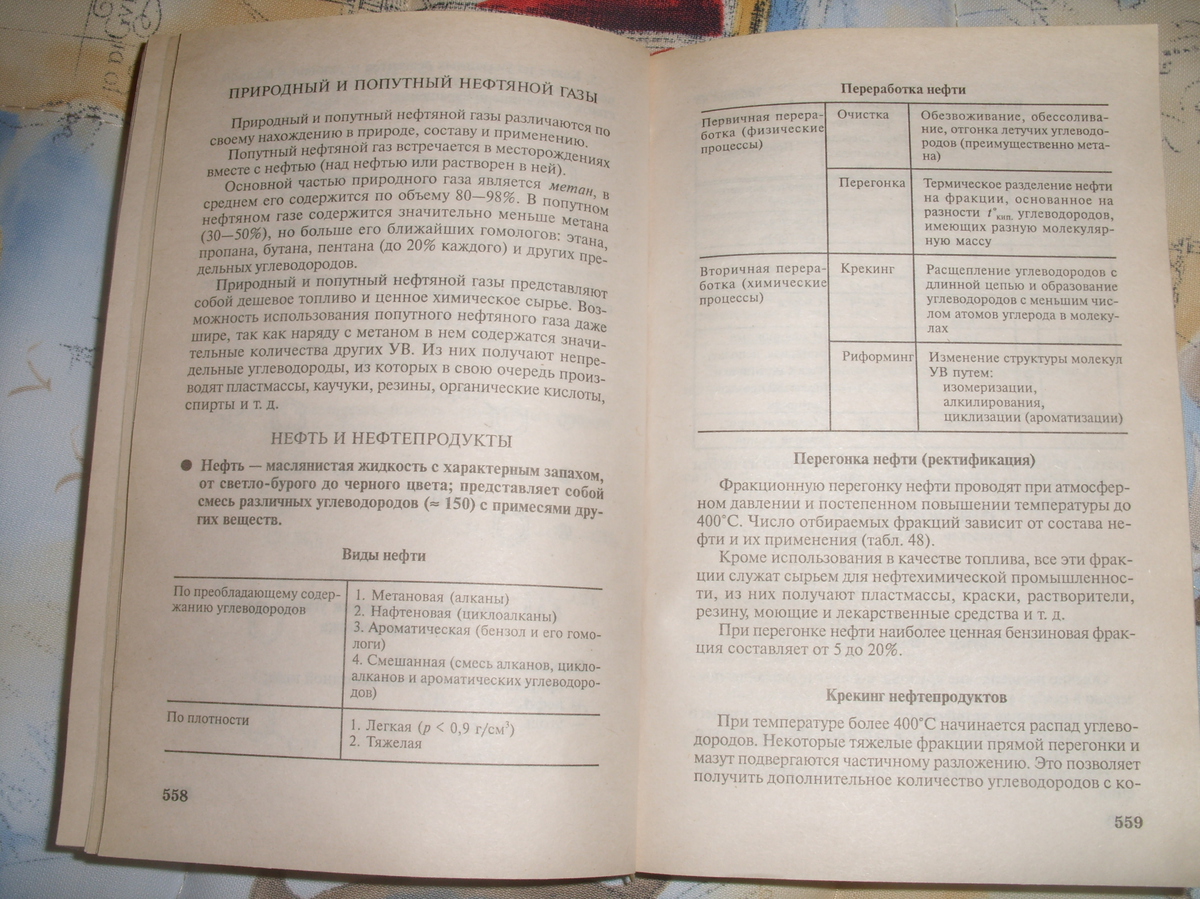 ПРИРОДНЫЙ И ПОПУТНЫЙ НЕФТЯНОЙ ГАЗЫ
Природный и попутный нефтяной газы различаются по
своему нахождению в природе, составу и применению.
Попутный нефтяной газ встречается в месторождениях
вместе с нефтью (над нефтью или растворен в ней).
Основной частью природного газа является метан, в
среднем его содержится по объему 80—98%. В попутном
нефтяном газе содержится значительно меньше метана
(30—50%), но больше его ближайших гомологов: этана,
пропана, бутана, пентана (до 20% каждого) и других пре-
дельных углеводородов.
Природный и попутный нефтяной газы представляют
собой дешевое топливо и ценное химическое сырье. Воз-
можность использования попутного нефтяного газа даже
шире, так как наряду с метаном в нем содержатся значи-
тельные количества других УВ. Из них получают непре-
дельные углеводороды, из которых в свою очередь произ-
водят пластмассы, каучуки, резины, органические кислоты,
спирты и т. д.
НЕФТЬ И НЕФТЕПРОДУКТЫ
● Нефть — маслянистая жидкость с характерным запахом,
от светло-бурого до черного цвета; представляет собой
смесь различных углеводородов (≈ 150) с примесями дру-
гих веществ.
Виды нефти
По преобладающему содер-
жанию углеводородов
1. Метановая (алканы)
2. Нафтеновая (циклоалканы)
3. Ароматическая (бензол и его гомо-
логи)
4. Смешанная (смесь алканов, цикло-
алканов и ароматических углеводоро-
дов)
По плотности
1. Легкая (p < 0,9 г/см³)
2. Тяжелая
558
Переработка нефти
Первичная перера-
ботка (физические
процессы)
Очистка
Обезвоживание, обессолива-
ние, отгонка летучих углеводо-
родов (преимущественно мета-
на)
Перегонка
Термическое разделение нефти
на фракции, основанное на
разности t°кип. углеводородов,
имеющих разную молекуляр-
ную массу
Вторичная перера-
ботка (химические
процессы)
Крекинг
Расщепление углеводородов с
длинной цепью и образование
углеводородов с меньшим чис-
лом атомов углерода в молеку-
лах
Риформинг
Изменение структуры молекул
УВ путем:
изомеризации,
алкилирования,
циклизации (ароматизации)
Перегонка нефти (ректификация)
Фракционную перегонку нефти проводят при атмосфер-
ном давлении и постепенном повышении температуры до
400°С. Число отбираемых фракций зависит от состава не-
фти и их применения (табл. 48).
Кроме использования в качестве топлива, все эти фрак-
ции служат сырьем для нефтехимической промышленнос-
ти, из них получают пластмассы, краски, растворители,
резину, моющие и лекарственные средства и т. д.
При перегонке нефти наиболее ценная бензиновая фрак-
ция составляет от 5 до 20%.
Крекинг нефтепродуктов
При температуре более 400°С начинается распад углево-
дородов. Некоторые тяжелые фракции прямой перегонки и
мазут подвергаются частичному разложению. Это позволяет
получить дополнительное количество углеводородов с ко-
559